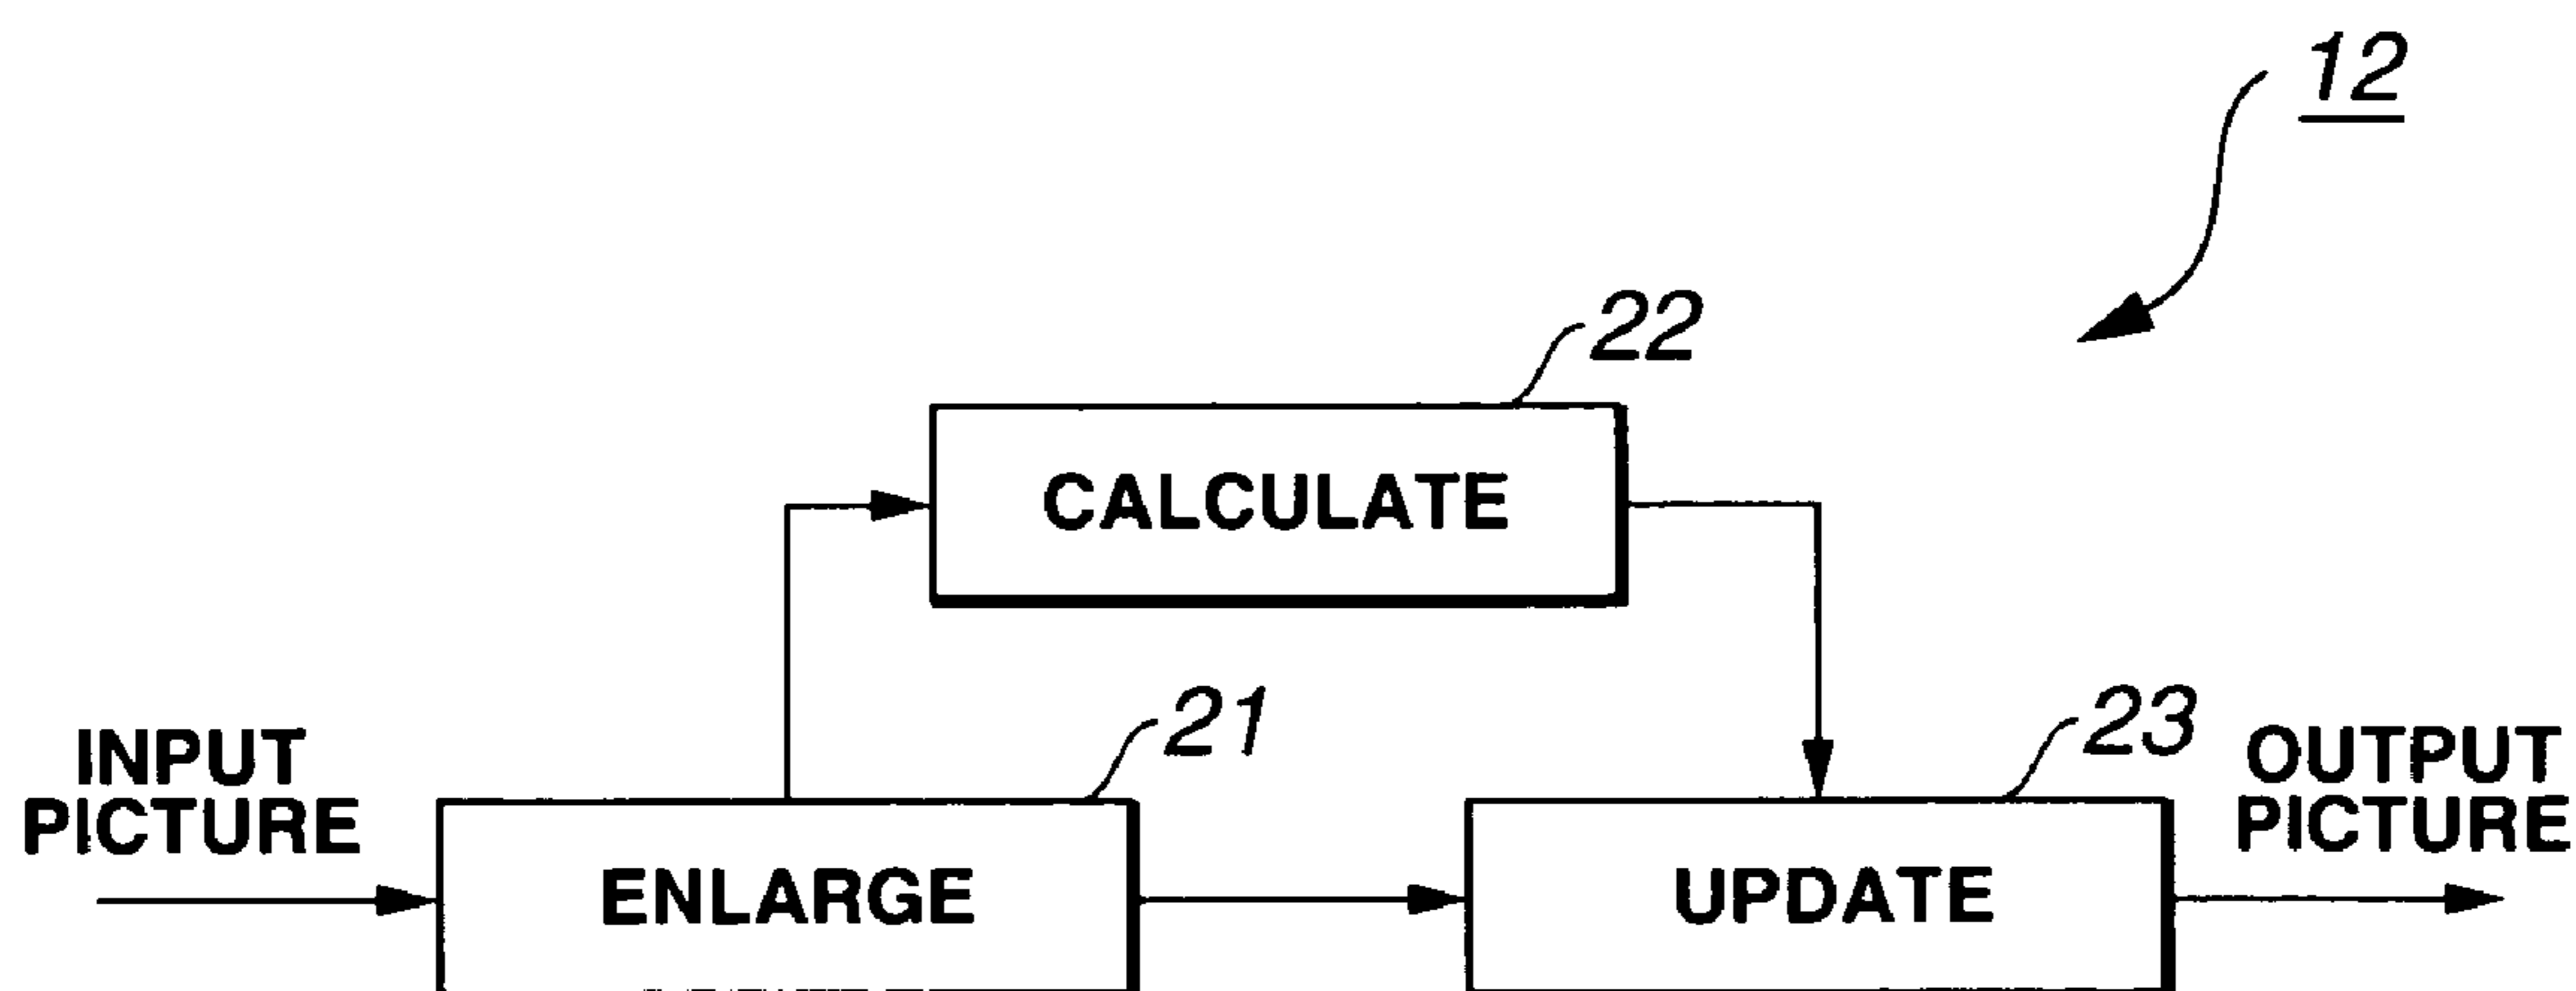 12
22
CALCULATE
21
23
INPUT
PICTURE
OUTPUT
PICTURE
ENLARGE
UPDATE